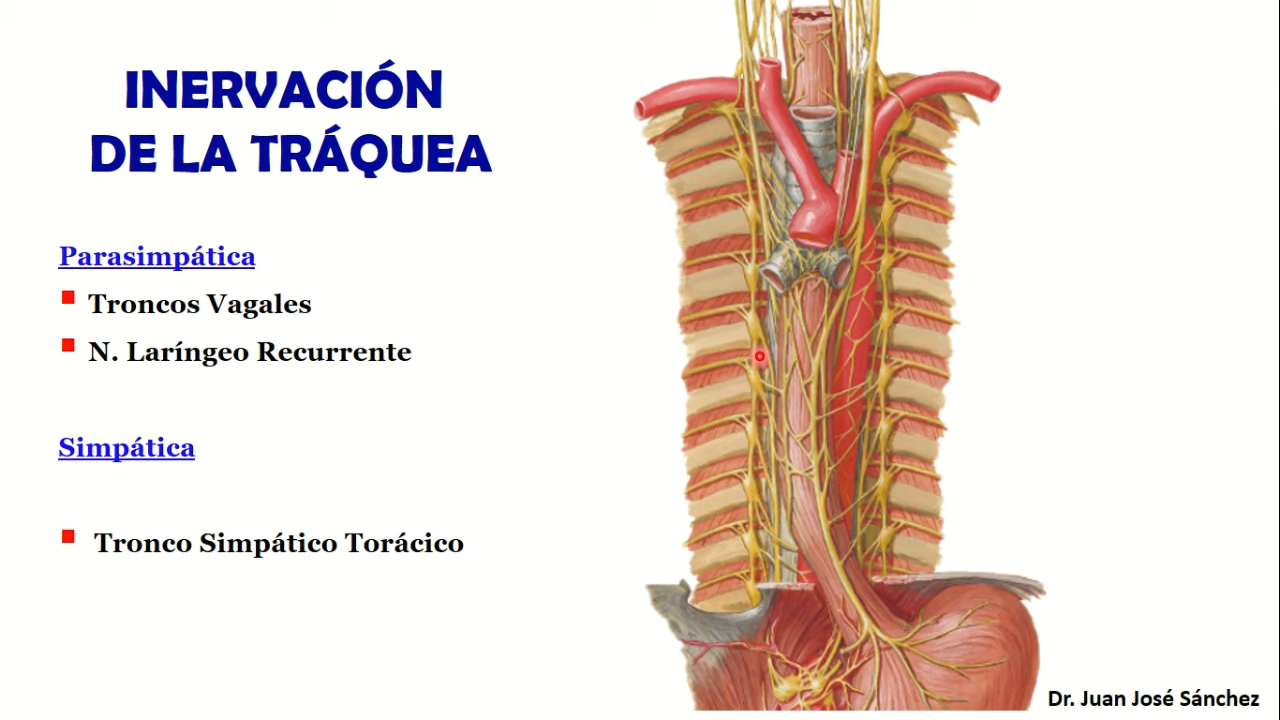 INERVACIÓN
DE LA TRÁQUEA
Parasimpática
Troncos Vagales
N. Laríngeo Recurrente
Simpática
Tronco Simpático Torácico
Dr. Juan José Sánchez